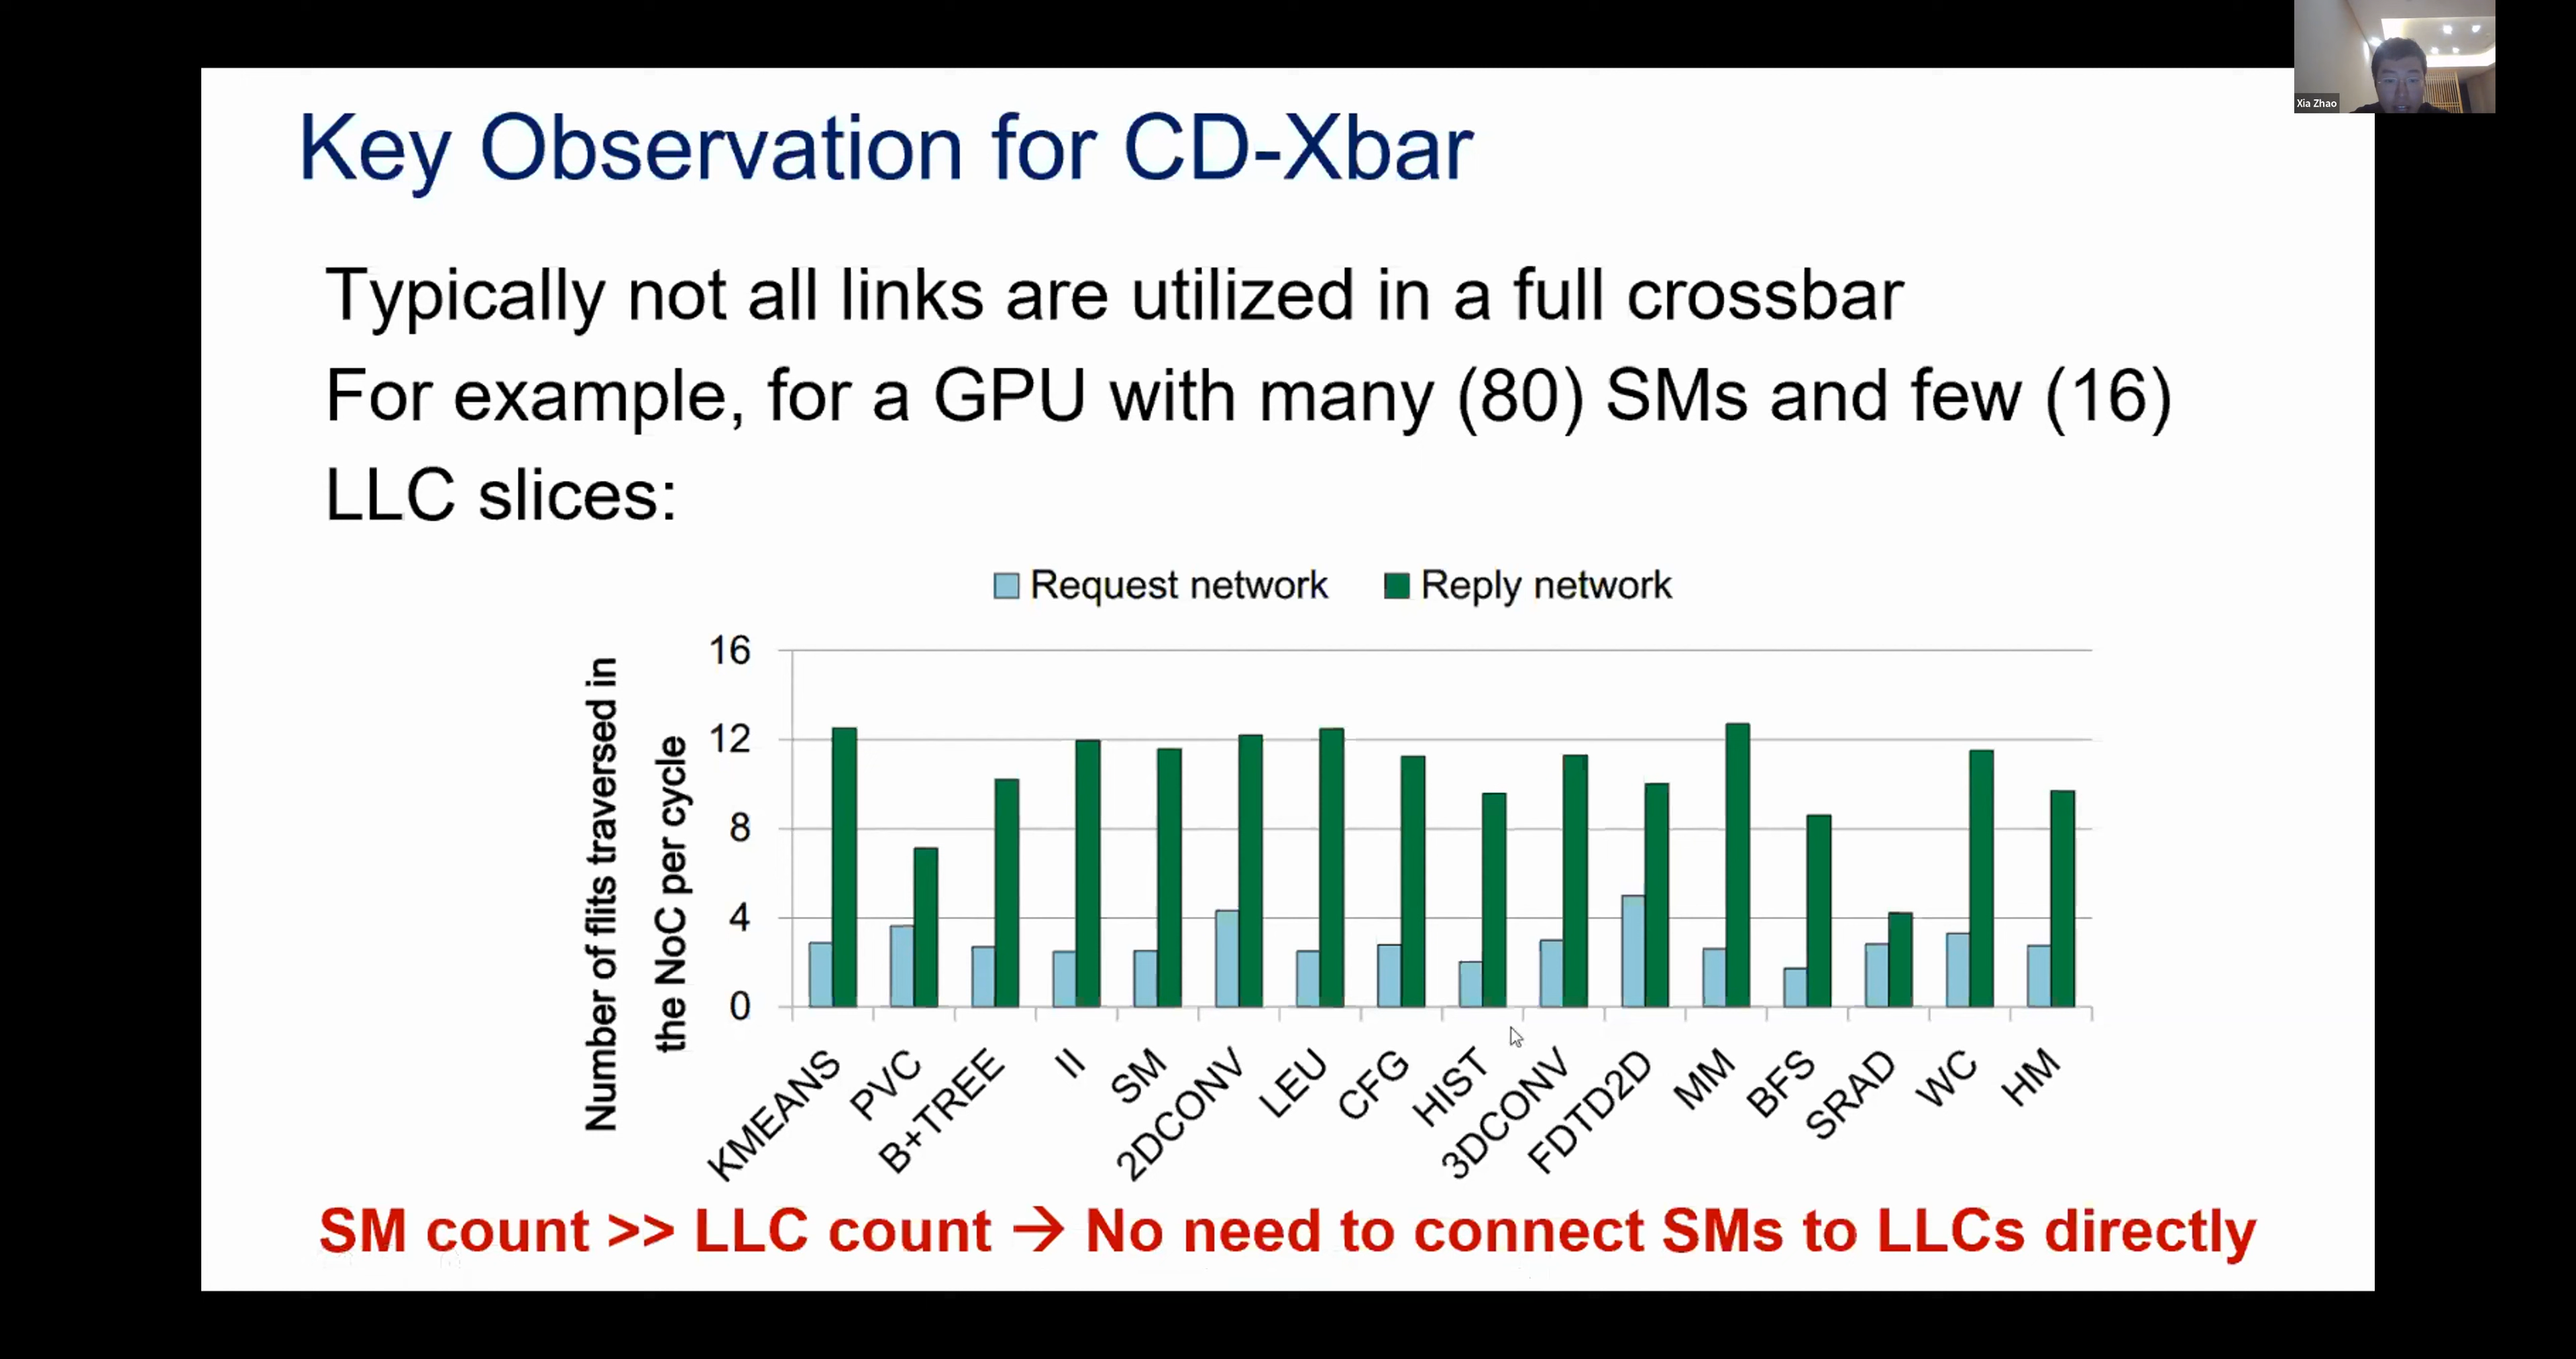 Xia Zhao
Key Observation for CD-Xbar
Typically not all links are utilized in a full crossbar
For example, for a GPU with many (80) SMs and few (16)
LLC slices:
Request network
Reply network
Number of flits traversed in
the NoC per cycle
16
12
8
4
0
KMEANS
PVC
B+TREE
II
SM
2DCONV
LEU
CFG
HIST
3DCONV
FDTD2D
MM
BFS
SRAD
WC
HM
SM count >> LLC count → No need to connect SMs to LLCs directly